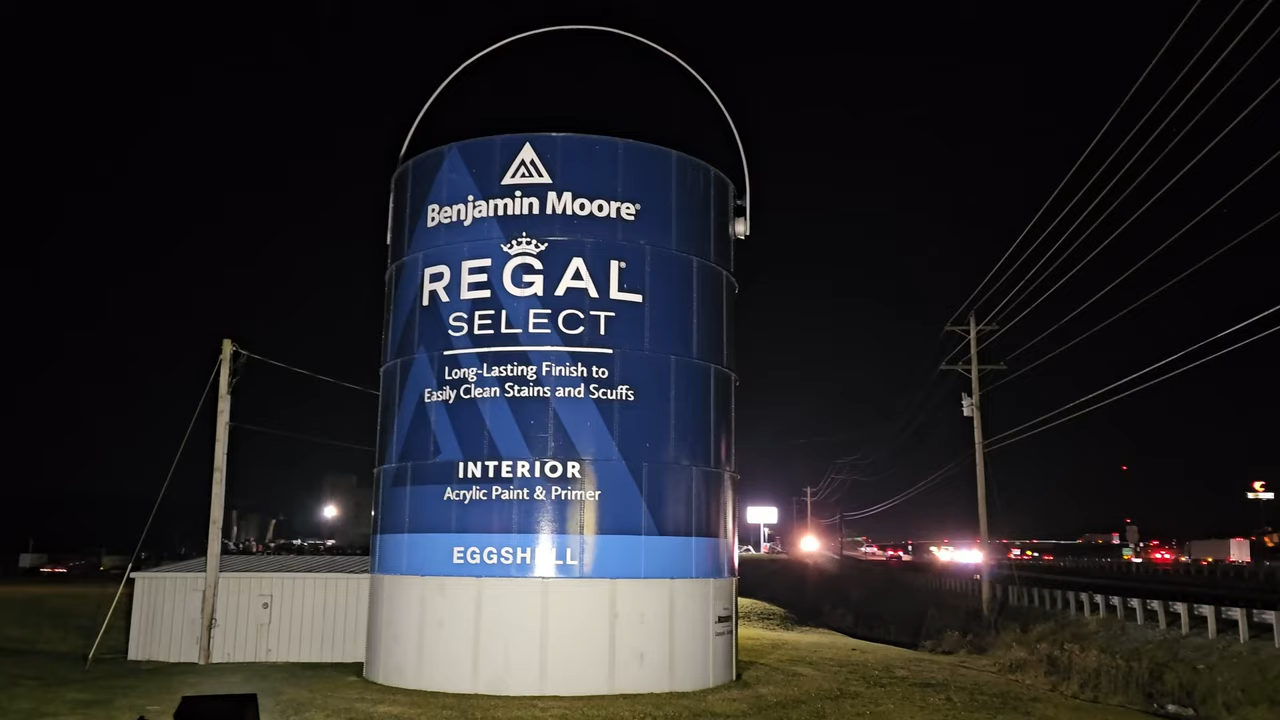 Benjamin Moore®
REGAL®
SELECT
Long-Lasting Finish to
Easily Clean Stains and Scuffs
INTERIOR
Acrylic Paint & Primer
EGGSHELL